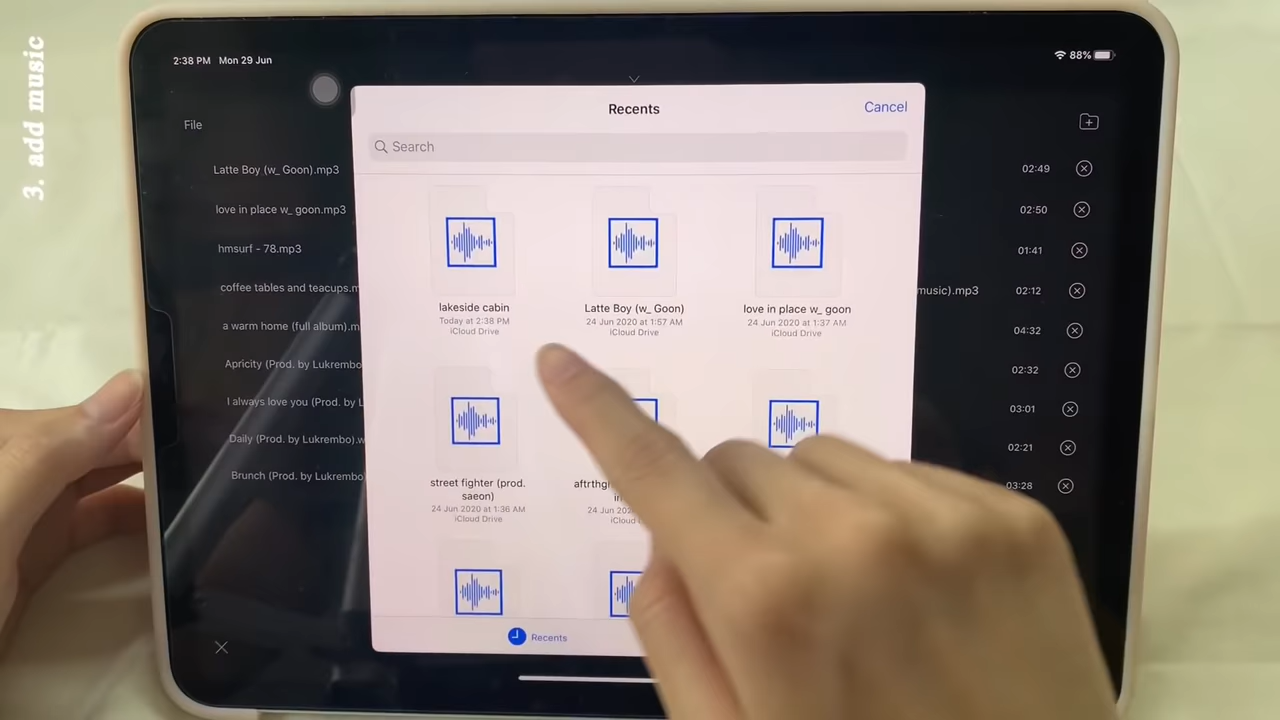 3. add music
2:38 PM Mon 29 Jun
88%
Recents
Cancel
File
Search
Latte Boy (w_ Goon).mp3
02:49
love in place w_ goon.mp3
02:50
hmsurf - 78.mp3
01:41
coffee tables and teacups.m
music).mp3
02:12
a warm home (full album).m
04:32
Apricity (Prod. by Lukrembo
02:32
I always love you (Prod. by L
03:01
Daily (Prod. by Lukrembo).w
02:21
Brunch (Prod. by Lukrembo)
03:28
lakeside cabin
Today at 2:38 PM
iCloud Drive
Latte Boy (w_ Goon)
24 Jun 2020 at 1:57 AM
iCloud Drive
love in place w_ goon
24 Jun 2020 at 1:37 AM
iCloud Drive
street fighter (prod.
saeon)
24 Jun 2020 at 1:36 AM
iCloud Drive
24 Jun 202
iCloud
Recents